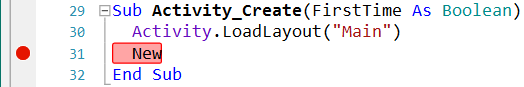 29 Sub Activity_Create(FirstTime As Boolean)
30 Activity.LoadLayout("Main")
31 New
32 End Sub